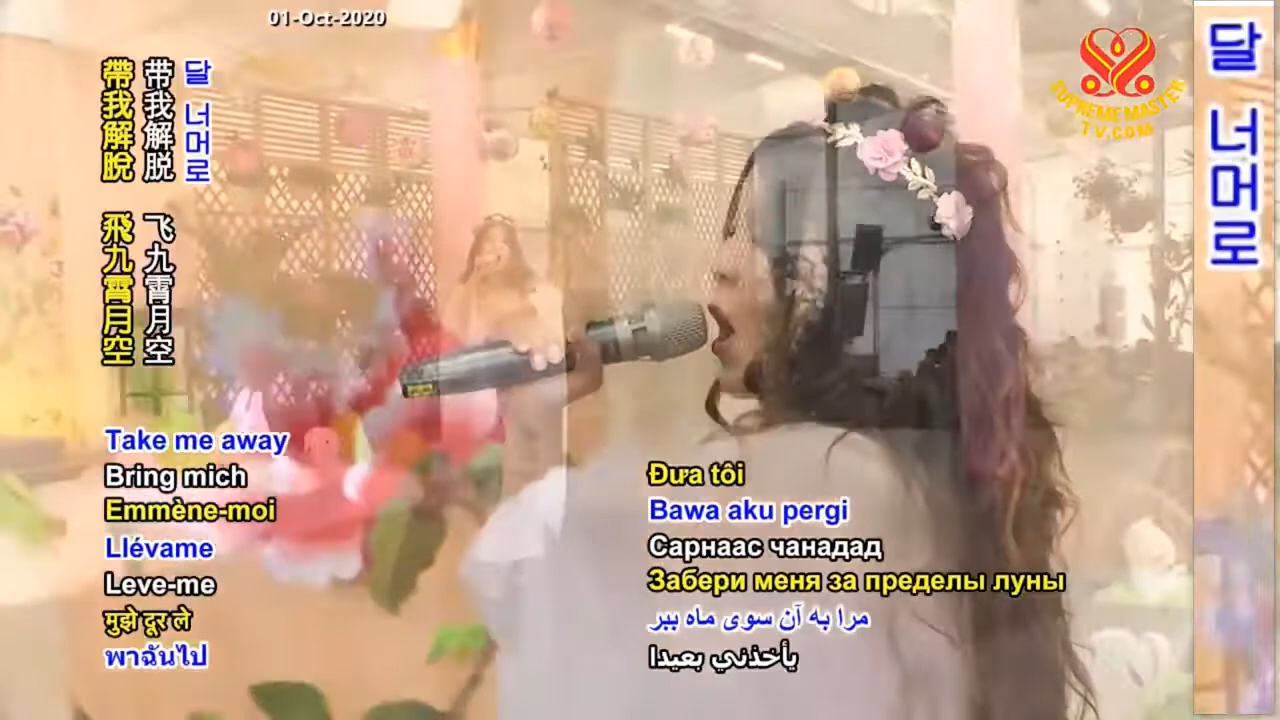 01-Oct-2020
SUPREME MASTER
TV.COM
달 너머로
달 너머로
带我解脱 飞九霄月空
帶我解脫 飛九霄月空
Take me away
Bring mich
Emmène-moi
Llévame
Leve-me
मुझे दूर ले
พาฉันไป
Đưa tôi
Bawa aku pergi
Сарнаас чанадад
Забери меня за пределы луны
مرا به آن سوی ماه ببر
يأخذني بعيدا